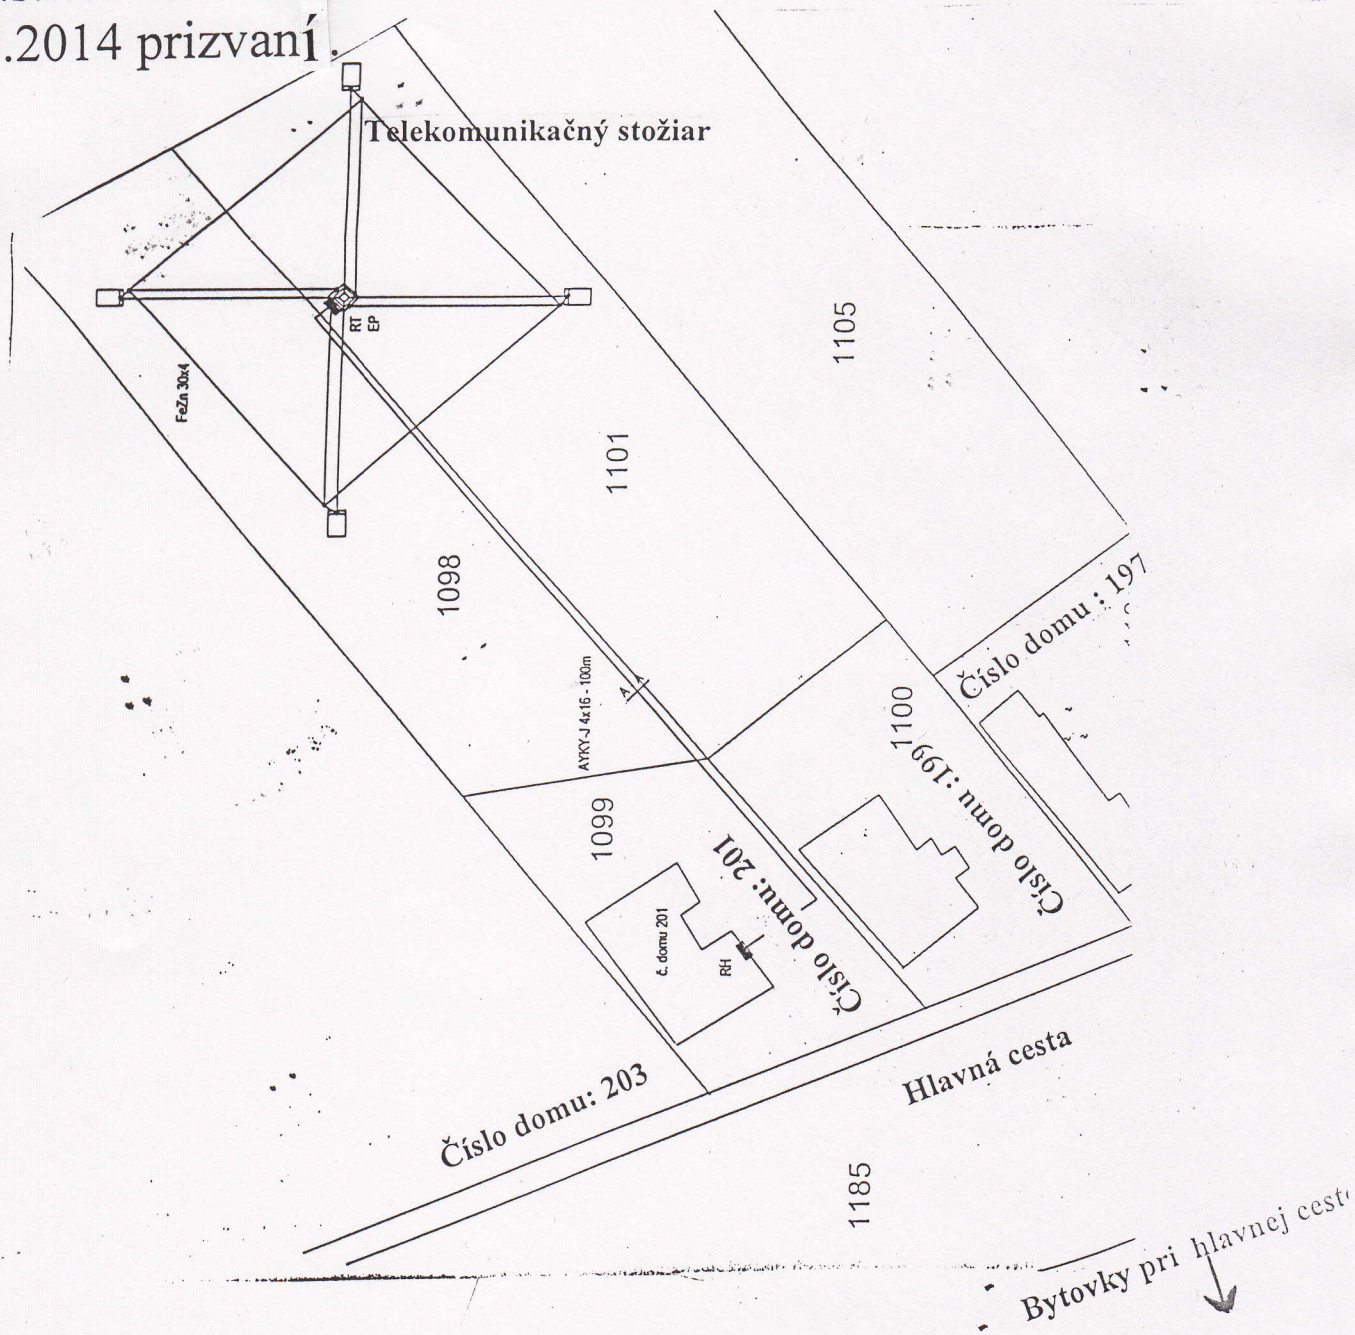 .2014 prizvaní.
Telekomunikačný stožiar
RT
EP
FeZn 30x4
1105
1101
1098
AYKY-J 4x16 - 100m
Číslo domu : 197
1100
Číslo domu : 199
1099
Číslo domu: 201
č. domu 201
RH
Číslo domu: 203
Hlavná cesta
1185
Bytovky pri hlavnej cest